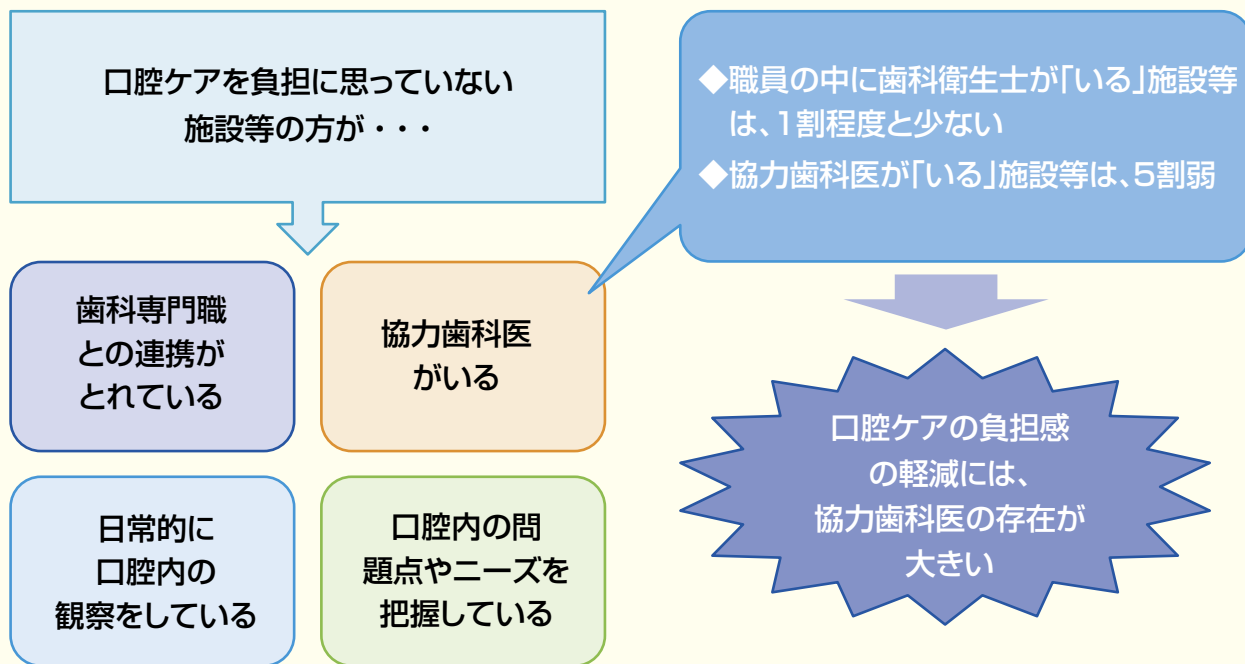 口腔ケアを負担に思っていない
施設等の方が・・・
◆職員の中に歯科衛生士が「いる」施設等
は、1割程度と少ない
◆協力歯科医が「いる」施設等は、5割弱
歯科専門職
との連携が
とれている
協力歯科医
がいる
日常的に
口腔内の
観察をしている
口腔内の問
題点やニーズを
把握している
口腔ケアの負担感
の軽減には、
協力歯科医の存在が
大きい